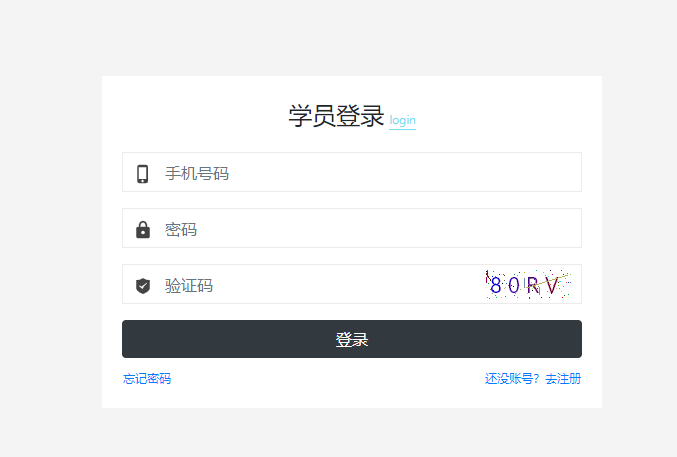 学员登录 login
手机号码
密码
验证码 80RV
登录
忘记密码 还没账号？去注册